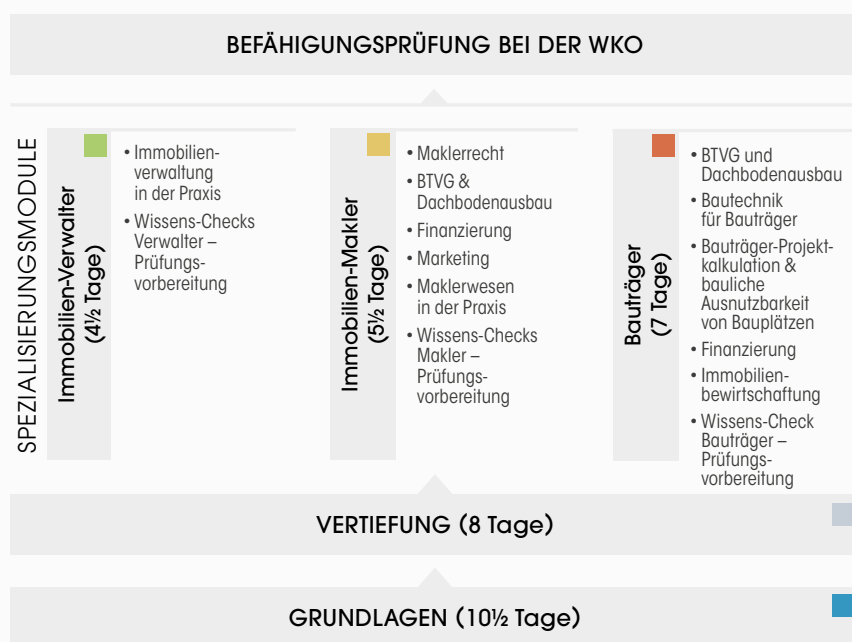 BEFÄHIGUNGSPRÜFUNG BEI DER WKO
SPEZIALISIERUNGSMODULE
Immobilien-Verwalter
(4½ Tage)
• Immobilien-
verwaltung
in der Praxis
• Wissens-Checks
Verwalter –
Prüfungs-
vorbereitung
Immobilien-Makler
(5½ Tage)
• Maklerrecht
• BTVG &
Dachbodenausbau
• Finanzierung
• Marketing
• Maklerwesen
in der Praxis
• Wissens-Checks
Makler –
Prüfungs-
vorbereitung
Bauträger
(7 Tage)
• BTVG und
Dachbodenausbau
• Bautechnik
für Bauträger
• Bauträger-Projekt-
kalkulation &
bauliche
Ausnutzbarkeit
von Bauplätzen
• Finanzierung
• Immobilien-
bewirtschaftung
• Wissens-Check
Bauträger –
Prüfungs-
vorbereitung
VERTIEFUNG (8 Tage)
GRUNDLAGEN (10½ Tage)